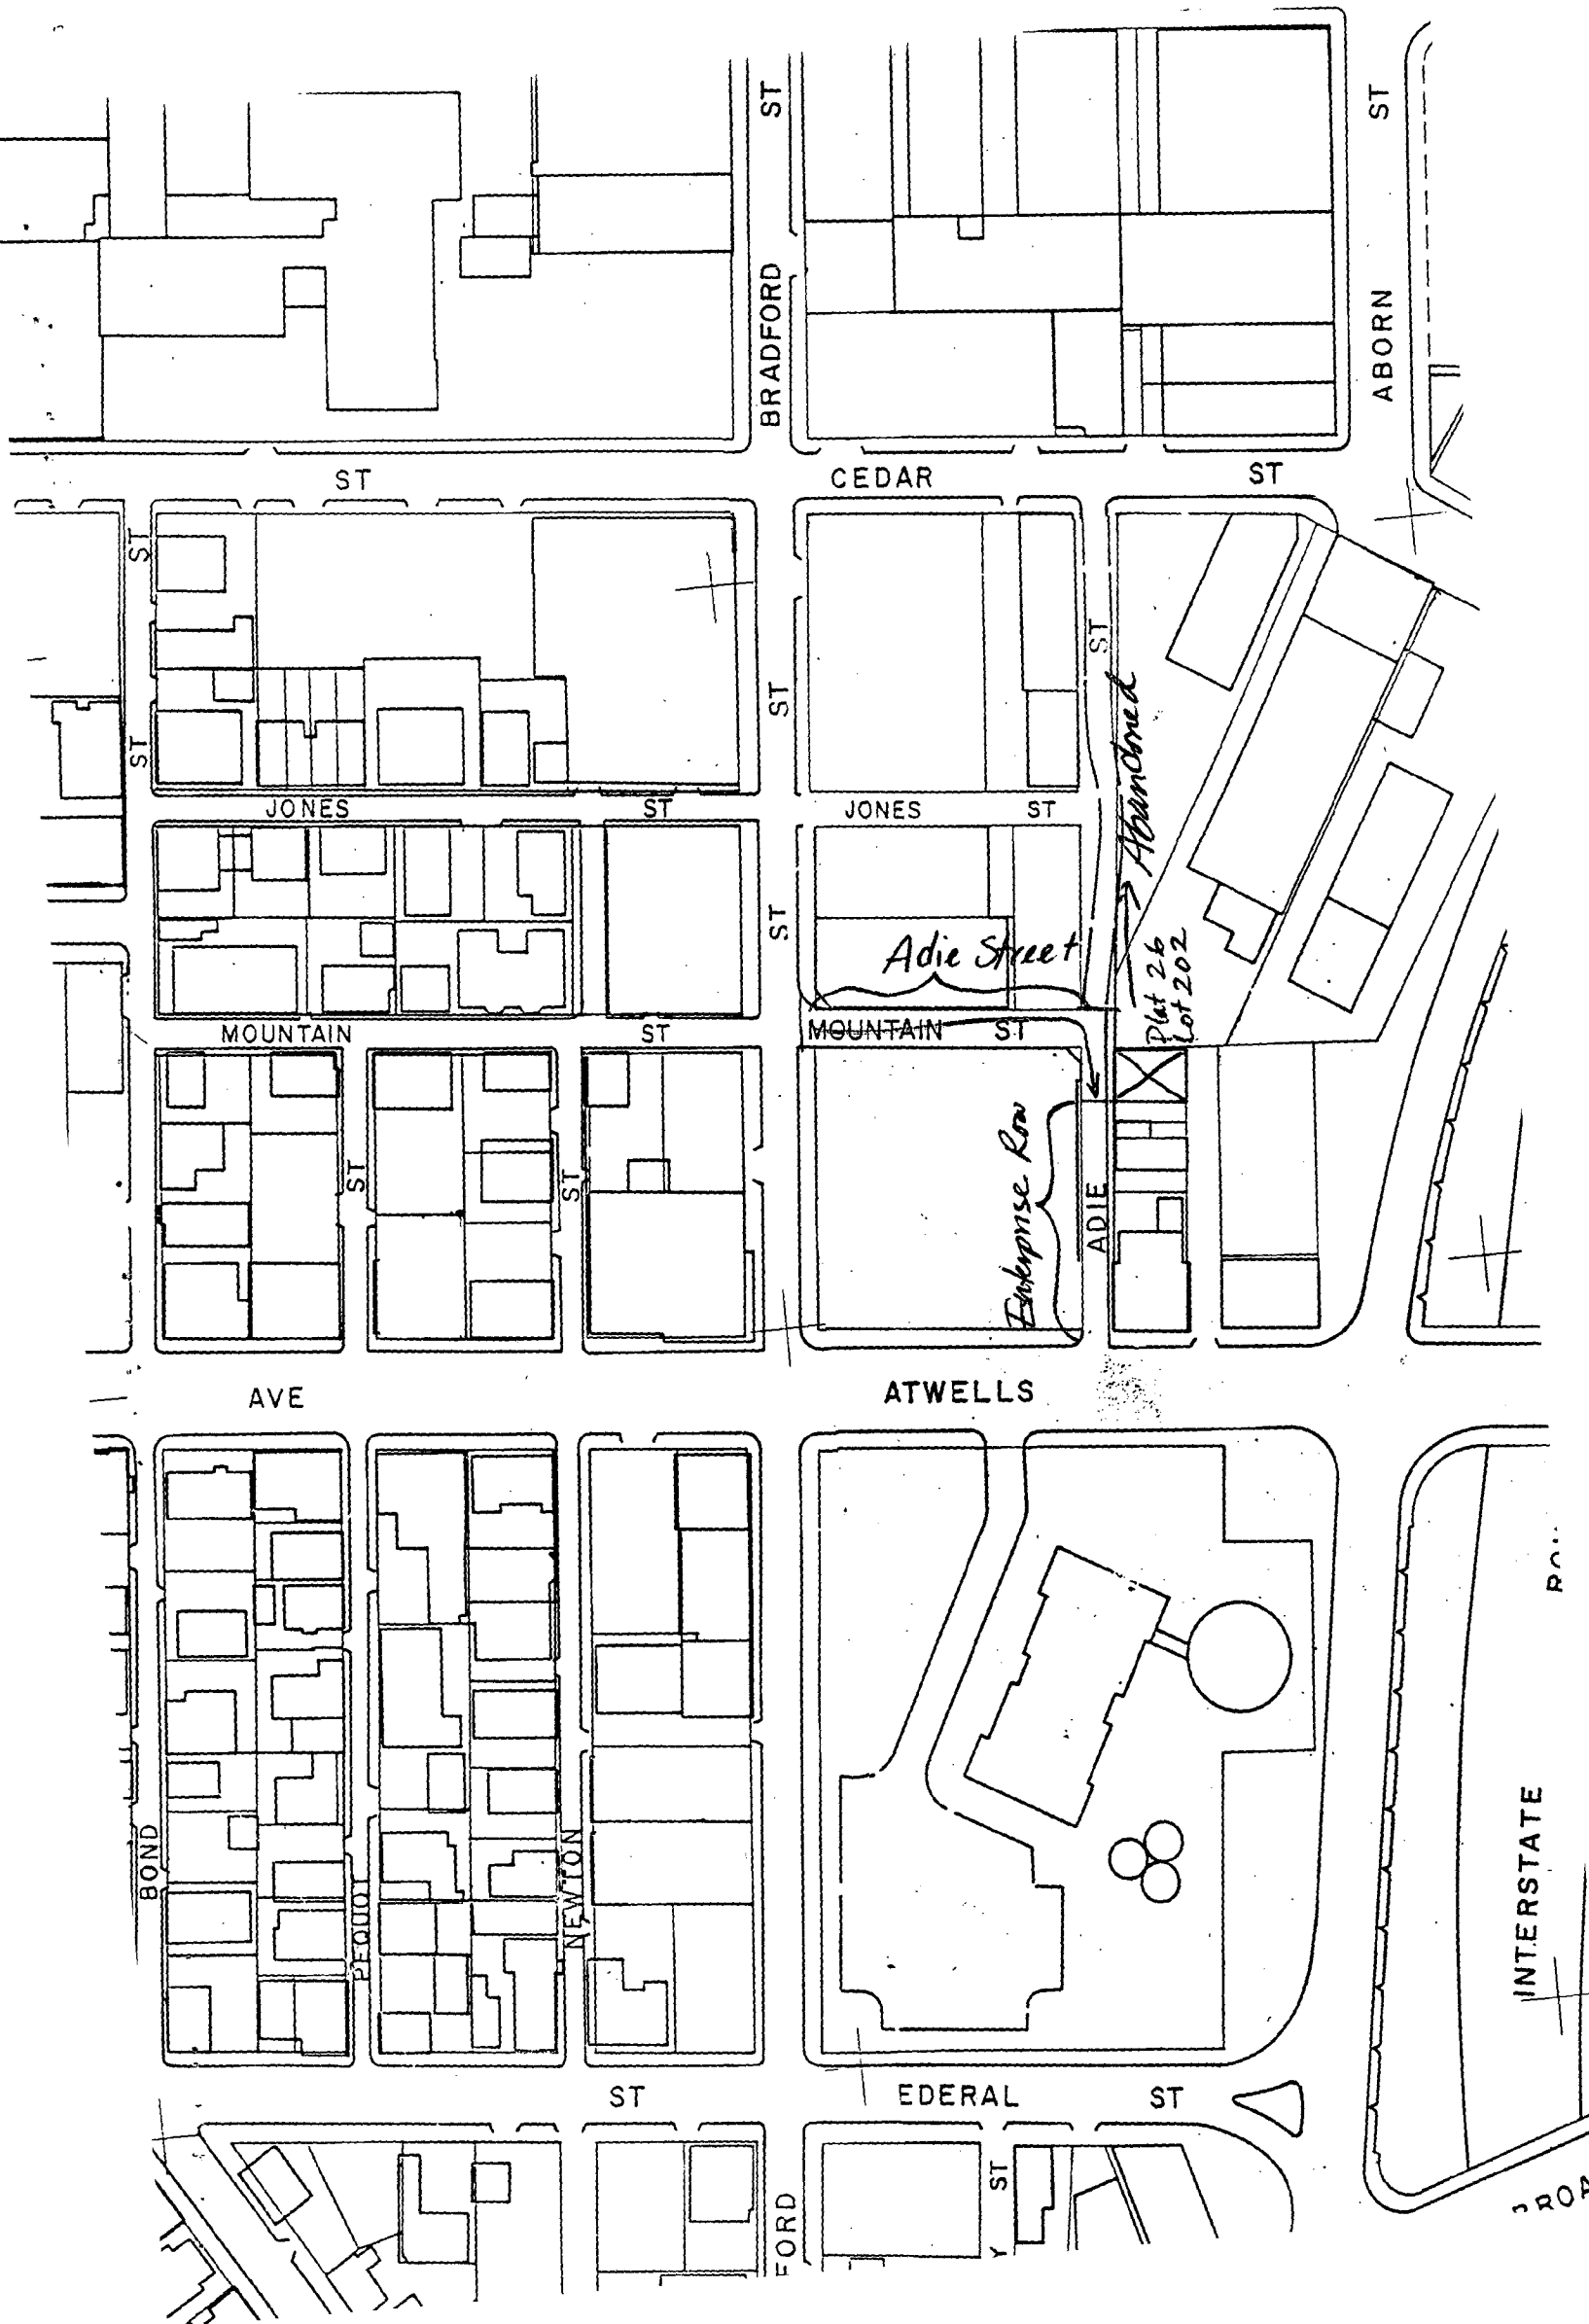 ST
ST
BRADFORD
ABORN
ST
CEDAR
ST
ST
ST
ST
ST
ST
Abandoned
JONES
ST
JONES
ST
ST
Adie Street
Plat 26
Lot 202
MOUNTAIN
ST
MOUNTAIN
ST
Enterprise Row
ST
ST
ADIE
AVE
ATWELLS
BOND
PEQUOT
NEWTON
INTERSTATE
ST
EDERAL
ST
FORD
Y ST